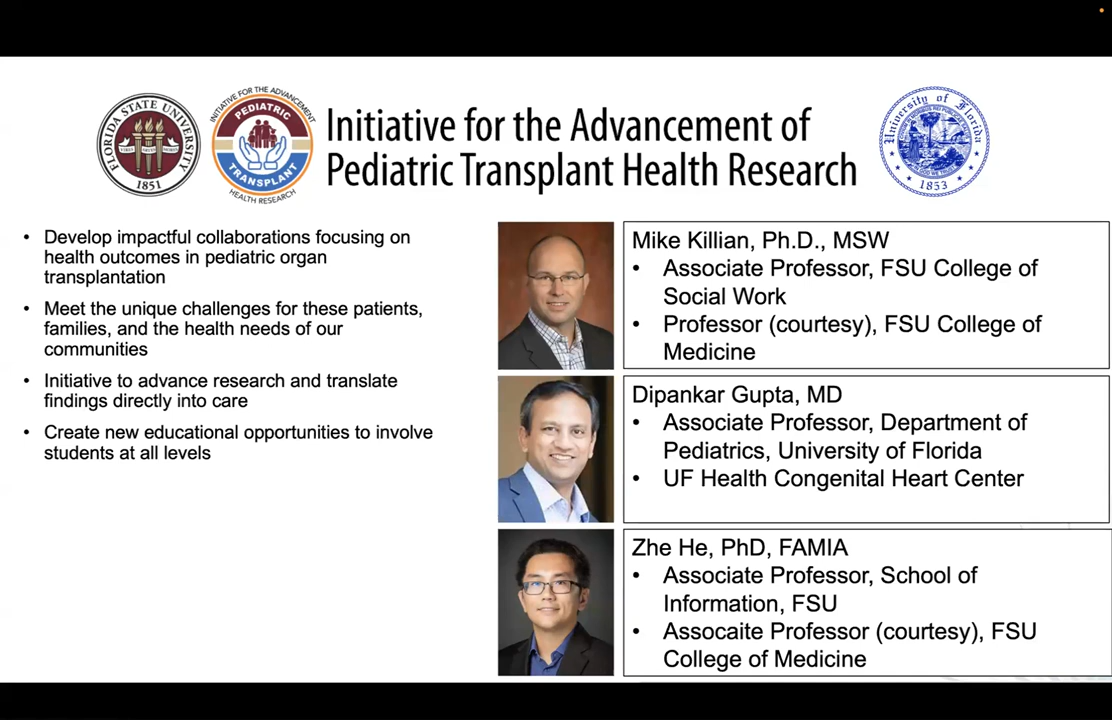 FLORIDA STATE UNIVERSITY
1851
INITIATIVE FOR THE ADVANCEMENT
PEDIATRIC
TRANSPLANT
HEALTH RESEARCH
Initiative for the Advancement of
Pediatric Transplant Health Research
University of Florida
1853
• Develop impactful collaborations focusing on
health outcomes in pediatric organ
transplantation
• Meet the unique challenges for these patients,
families, and the health needs of our
communities
• Initiative to advance research and translate
findings directly into care
• Create new educational opportunities to involve
students at all levels
Mike Killian, Ph.D., MSW
• Associate Professor, FSU College of
Social Work
• Professor (courtesy), FSU College of
Medicine
Dipankar Gupta, MD
• Associate Professor, Department of
Pediatrics, University of Florida
• UF Health Congenital Heart Center
Zhe He, PhD, FAMIA
• Associate Professor, School of
Information, FSU
• Assocaite Professor (courtesy), FSU
College of Medicine